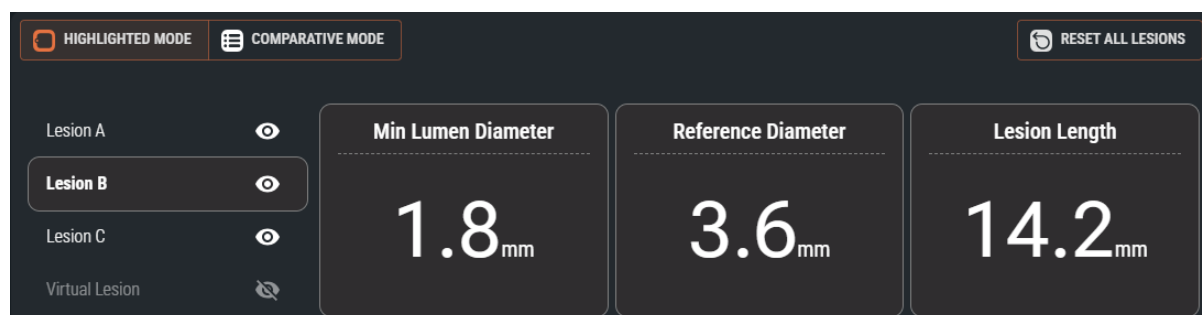 HIGHLIGHTED MODE COMPARATIVE MODE RESET ALL LESIONS
Lesion A
Lesion B
Lesion C
Virtual Lesion
Min Lumen Diameter
1.8mm
Reference Diameter
3.6mm
Lesion Length
14.2mm